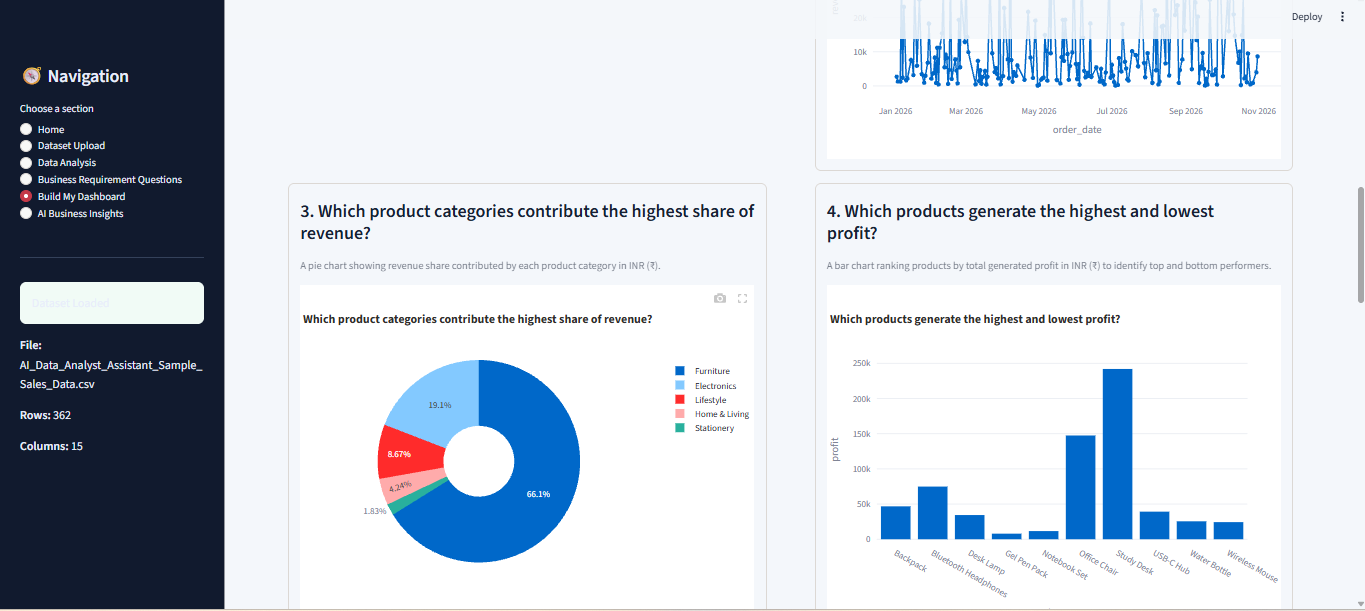 Deploy
Navigation
Choose a section
Home
Dataset Upload
Data Analysis
Business Requirement Questions
Build My Dashboard
AI Business Insights
Dataset Loaded
File:
AI_Data_Analyst_Assistant_Sample_
Sales_Data.csv
Rows: 362
Columns: 15
20k
10k
0
Jan 2026
Mar 2026
May 2026
Jul 2026
Sep 2026
Nov 2026
order_date
3. Which product categories contribute the highest share of
revenue?
A pie chart showing revenue share contributed by each product category in INR (₹).
Which product categories contribute the highest share of revenue?
19.1%
8.67%
4.24%
1.83%
66.1%
Furniture
Electronics
Lifestyle
Home & Living
Stationery
4. Which products generate the highest and lowest
profit?
A bar chart ranking products by total generated profit in INR (₹) to identify top and bottom performers.
Which products generate the highest and lowest profit?
250k
200k
150k
100k
50k
0
profit
Backpack
Bluetooth Headphones
Desk Lamp
Gel Pen Pack
Notebook Set
Office Chair
Study Desk
USB-C Hub
Water Bottle
Wireless Mouse